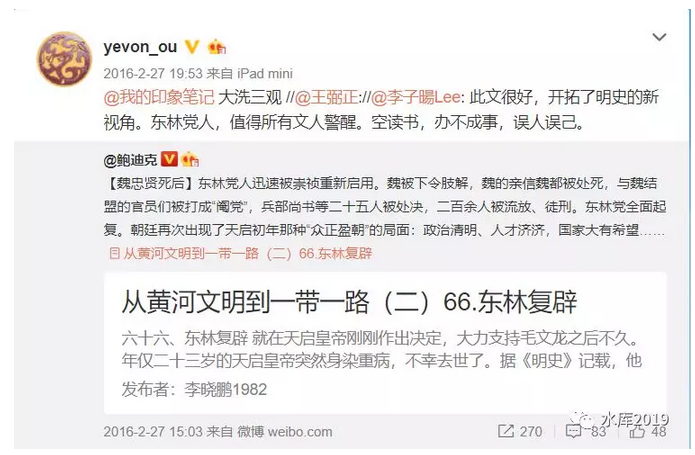 yevon_ou
2016-2-27 19:53 来自 iPad mini
@我的印象笔记 大洗三观 //@王弼正://@李子暘Lee: 此文很好，开拓了明史的新
视角。东林党人，值得所有文人警醒。空读书，办不成事，误人误己。
@鲍迪克
【魏忠贤死后】东林党人迅速被崇祯重新启用。魏被下令肢解，魏的亲信魏都被处死，与魏结
盟的官员们被打成“阉党”，兵部尚书等二十五人被处决，二百余人被流放、徒刑。东林党全面起
复。朝廷再次出现了天启初年那种“众正盈朝”的局面：政治清明、人才济济，国家大有希望……
从黄河文明到一带一路（二）66.东林复辟
从黄河文明到一带一路（二）66.东林复辟
六十六、东林复辟 就在天启皇帝刚刚作出决定，大力支持毛文龙之后不久。
年仅二十三岁的天启皇帝突然身染重病，不幸去世了。据《明史》记载，他
发布者：李晓鹏1982
2016-2-27 15:03 来自 微博 weibo.com
270
83
48
水库2019